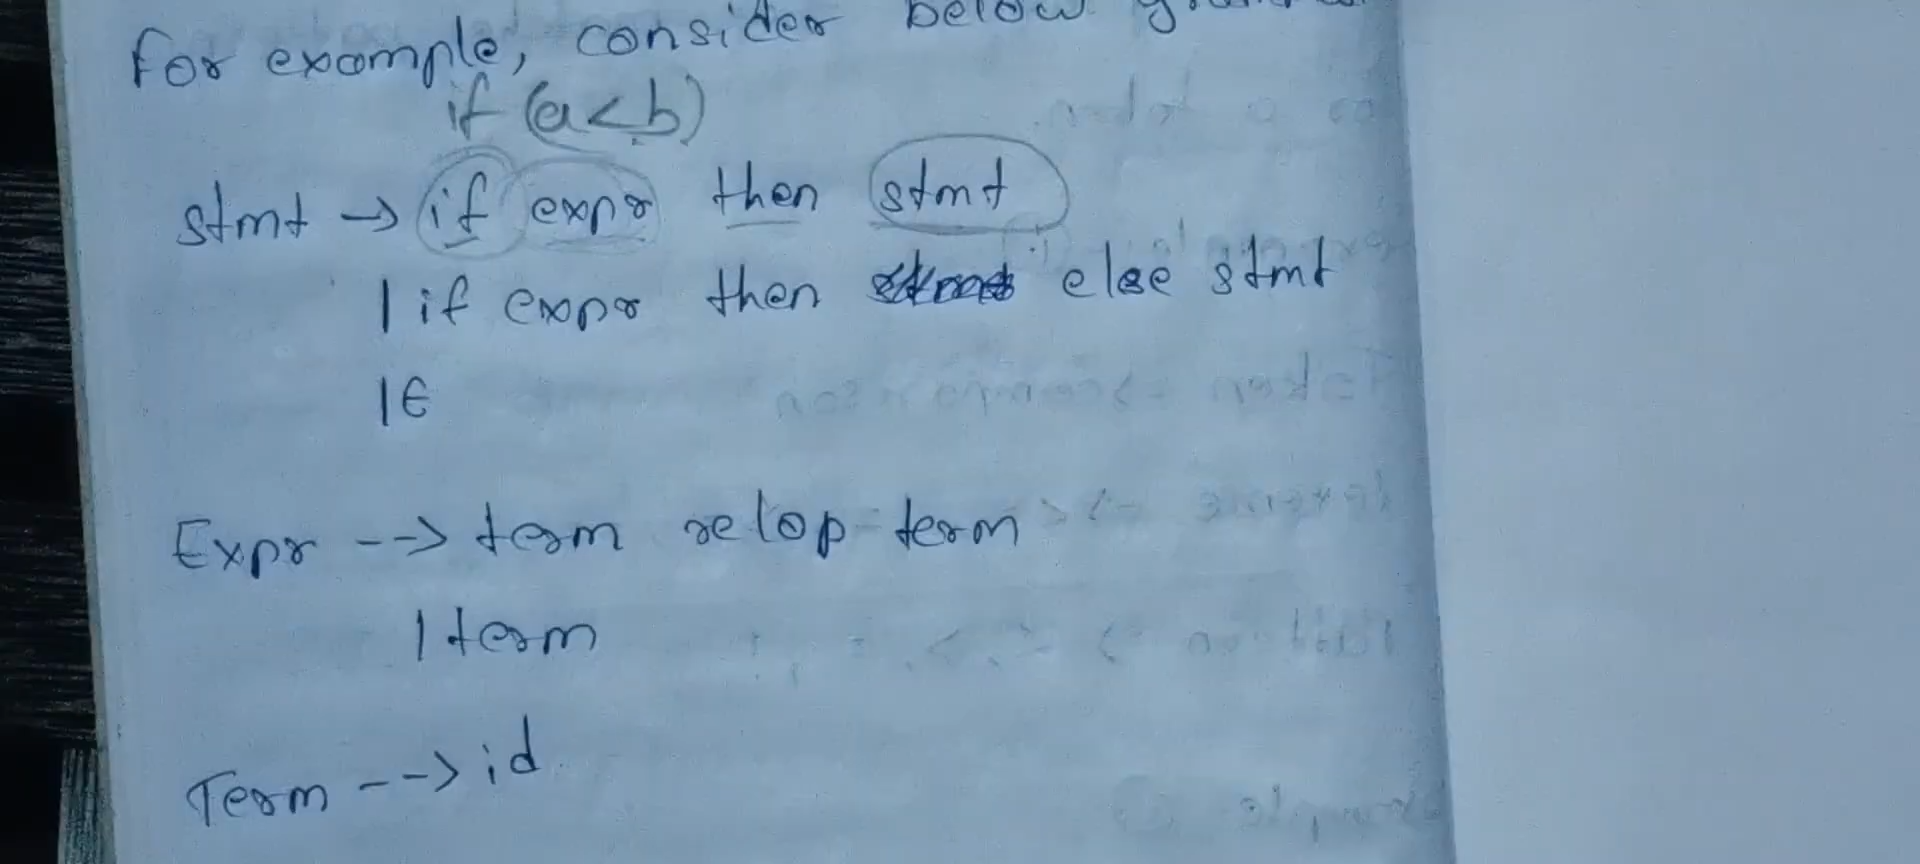 For example, consider below
if (a<b)
stmt → if expr then stmt
| if expr then stmt else stmt
| ε
Expr --> term relop term
| term
Term --> id